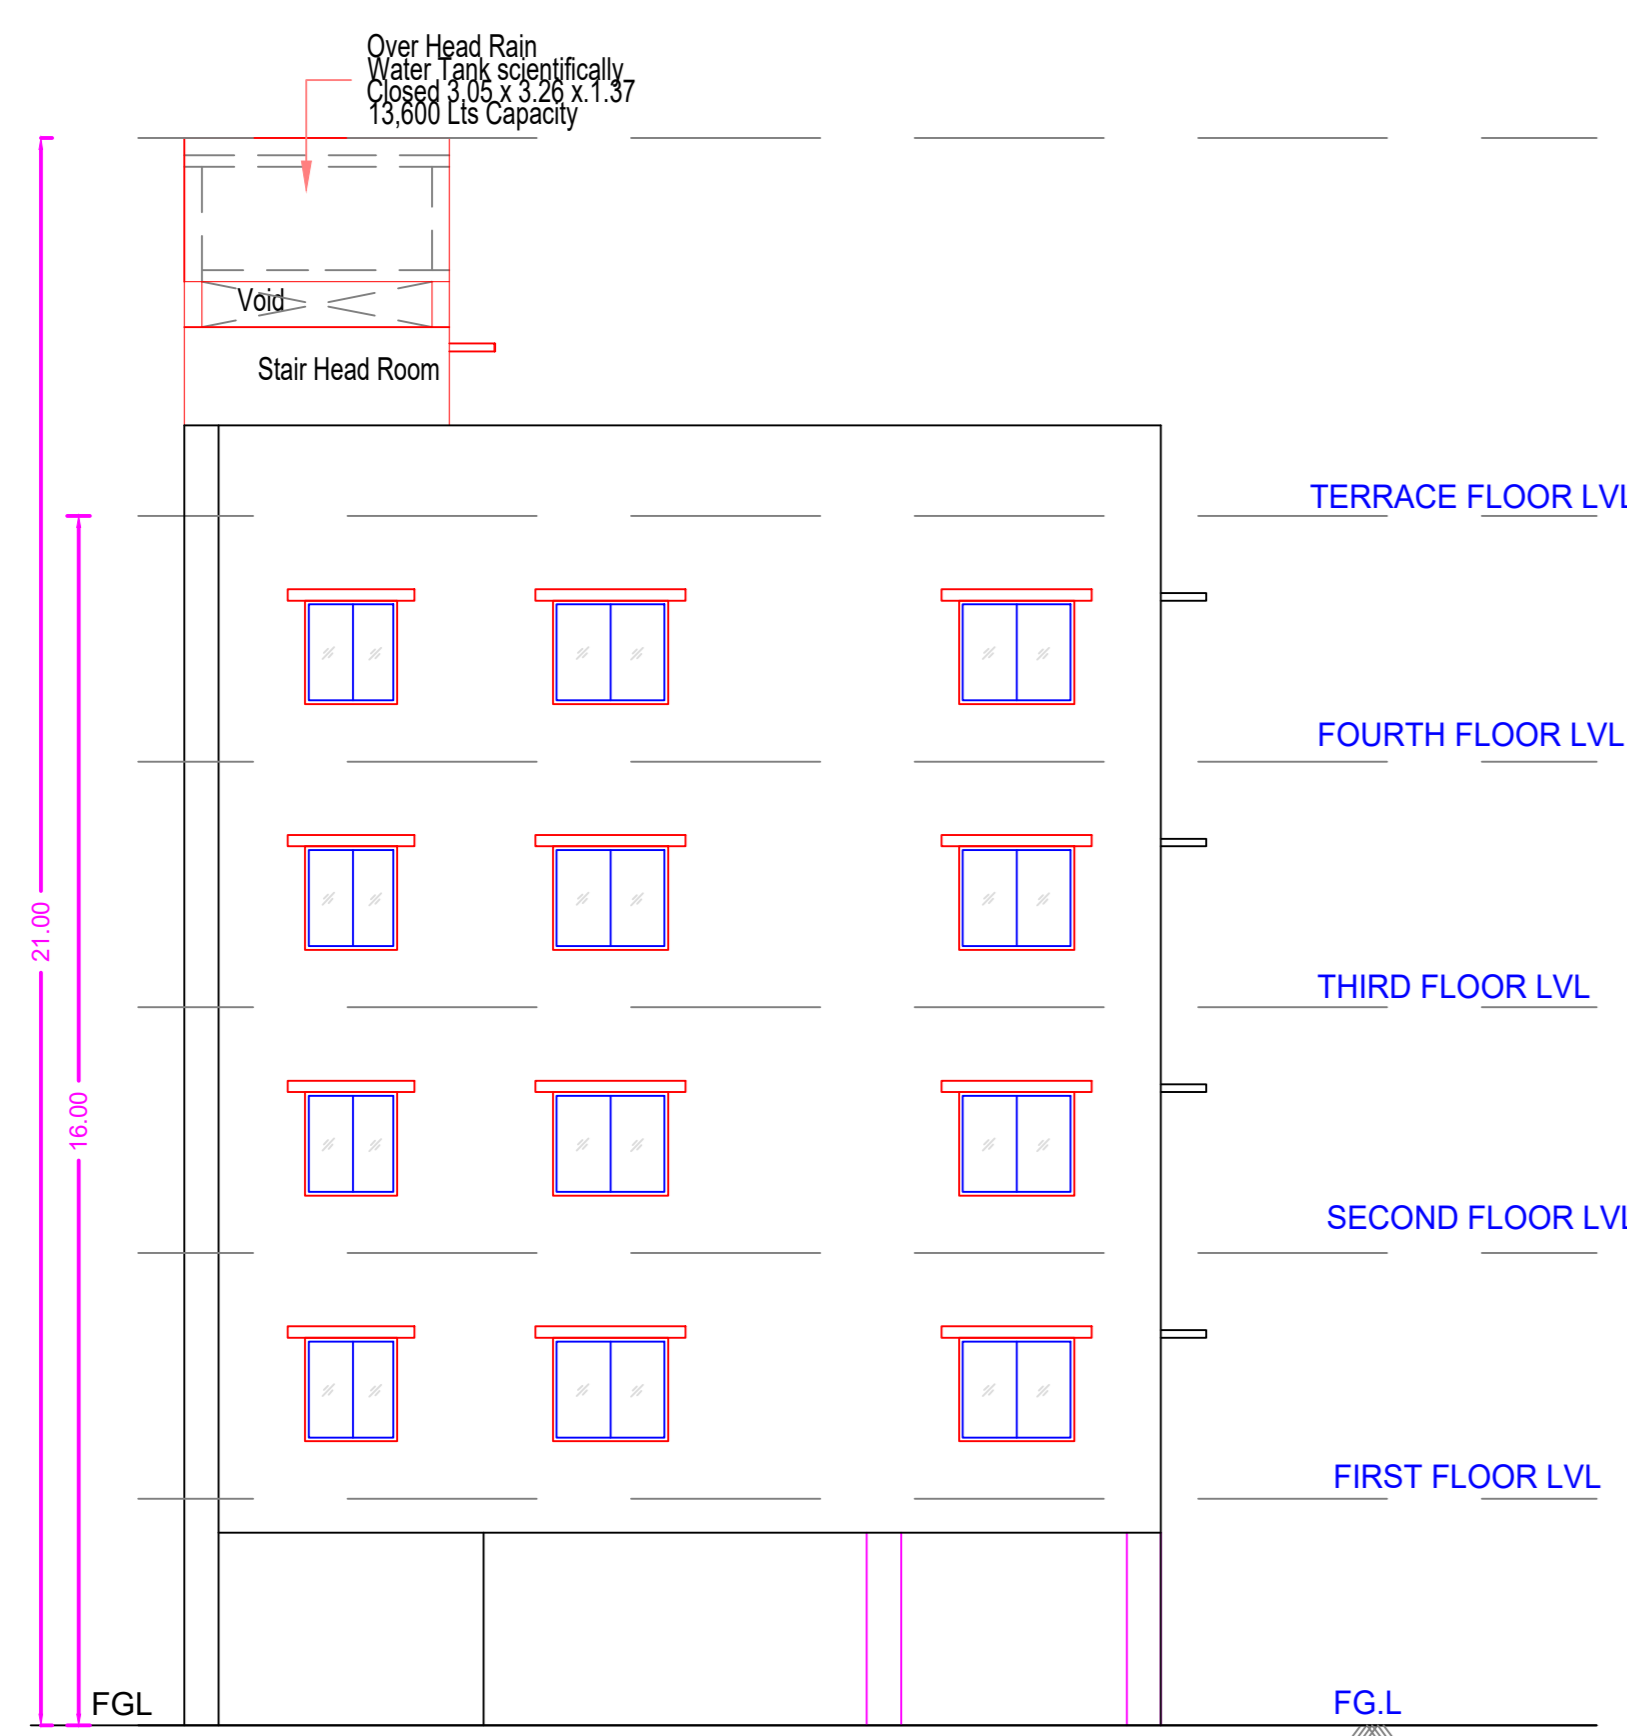 Over Head Rain
Water Tank scientifically
Closed 3.05 x 3.26 x.1.37
13,600 Lts Capacity
Void
Stair Head Room
TERRACE FLOOR LVL
FOURTH FLOOR LVL
21.00
THIRD FLOOR LVL
16.00
SECOND FLOOR LVL
FIRST FLOOR LVL
FGL
FG.L